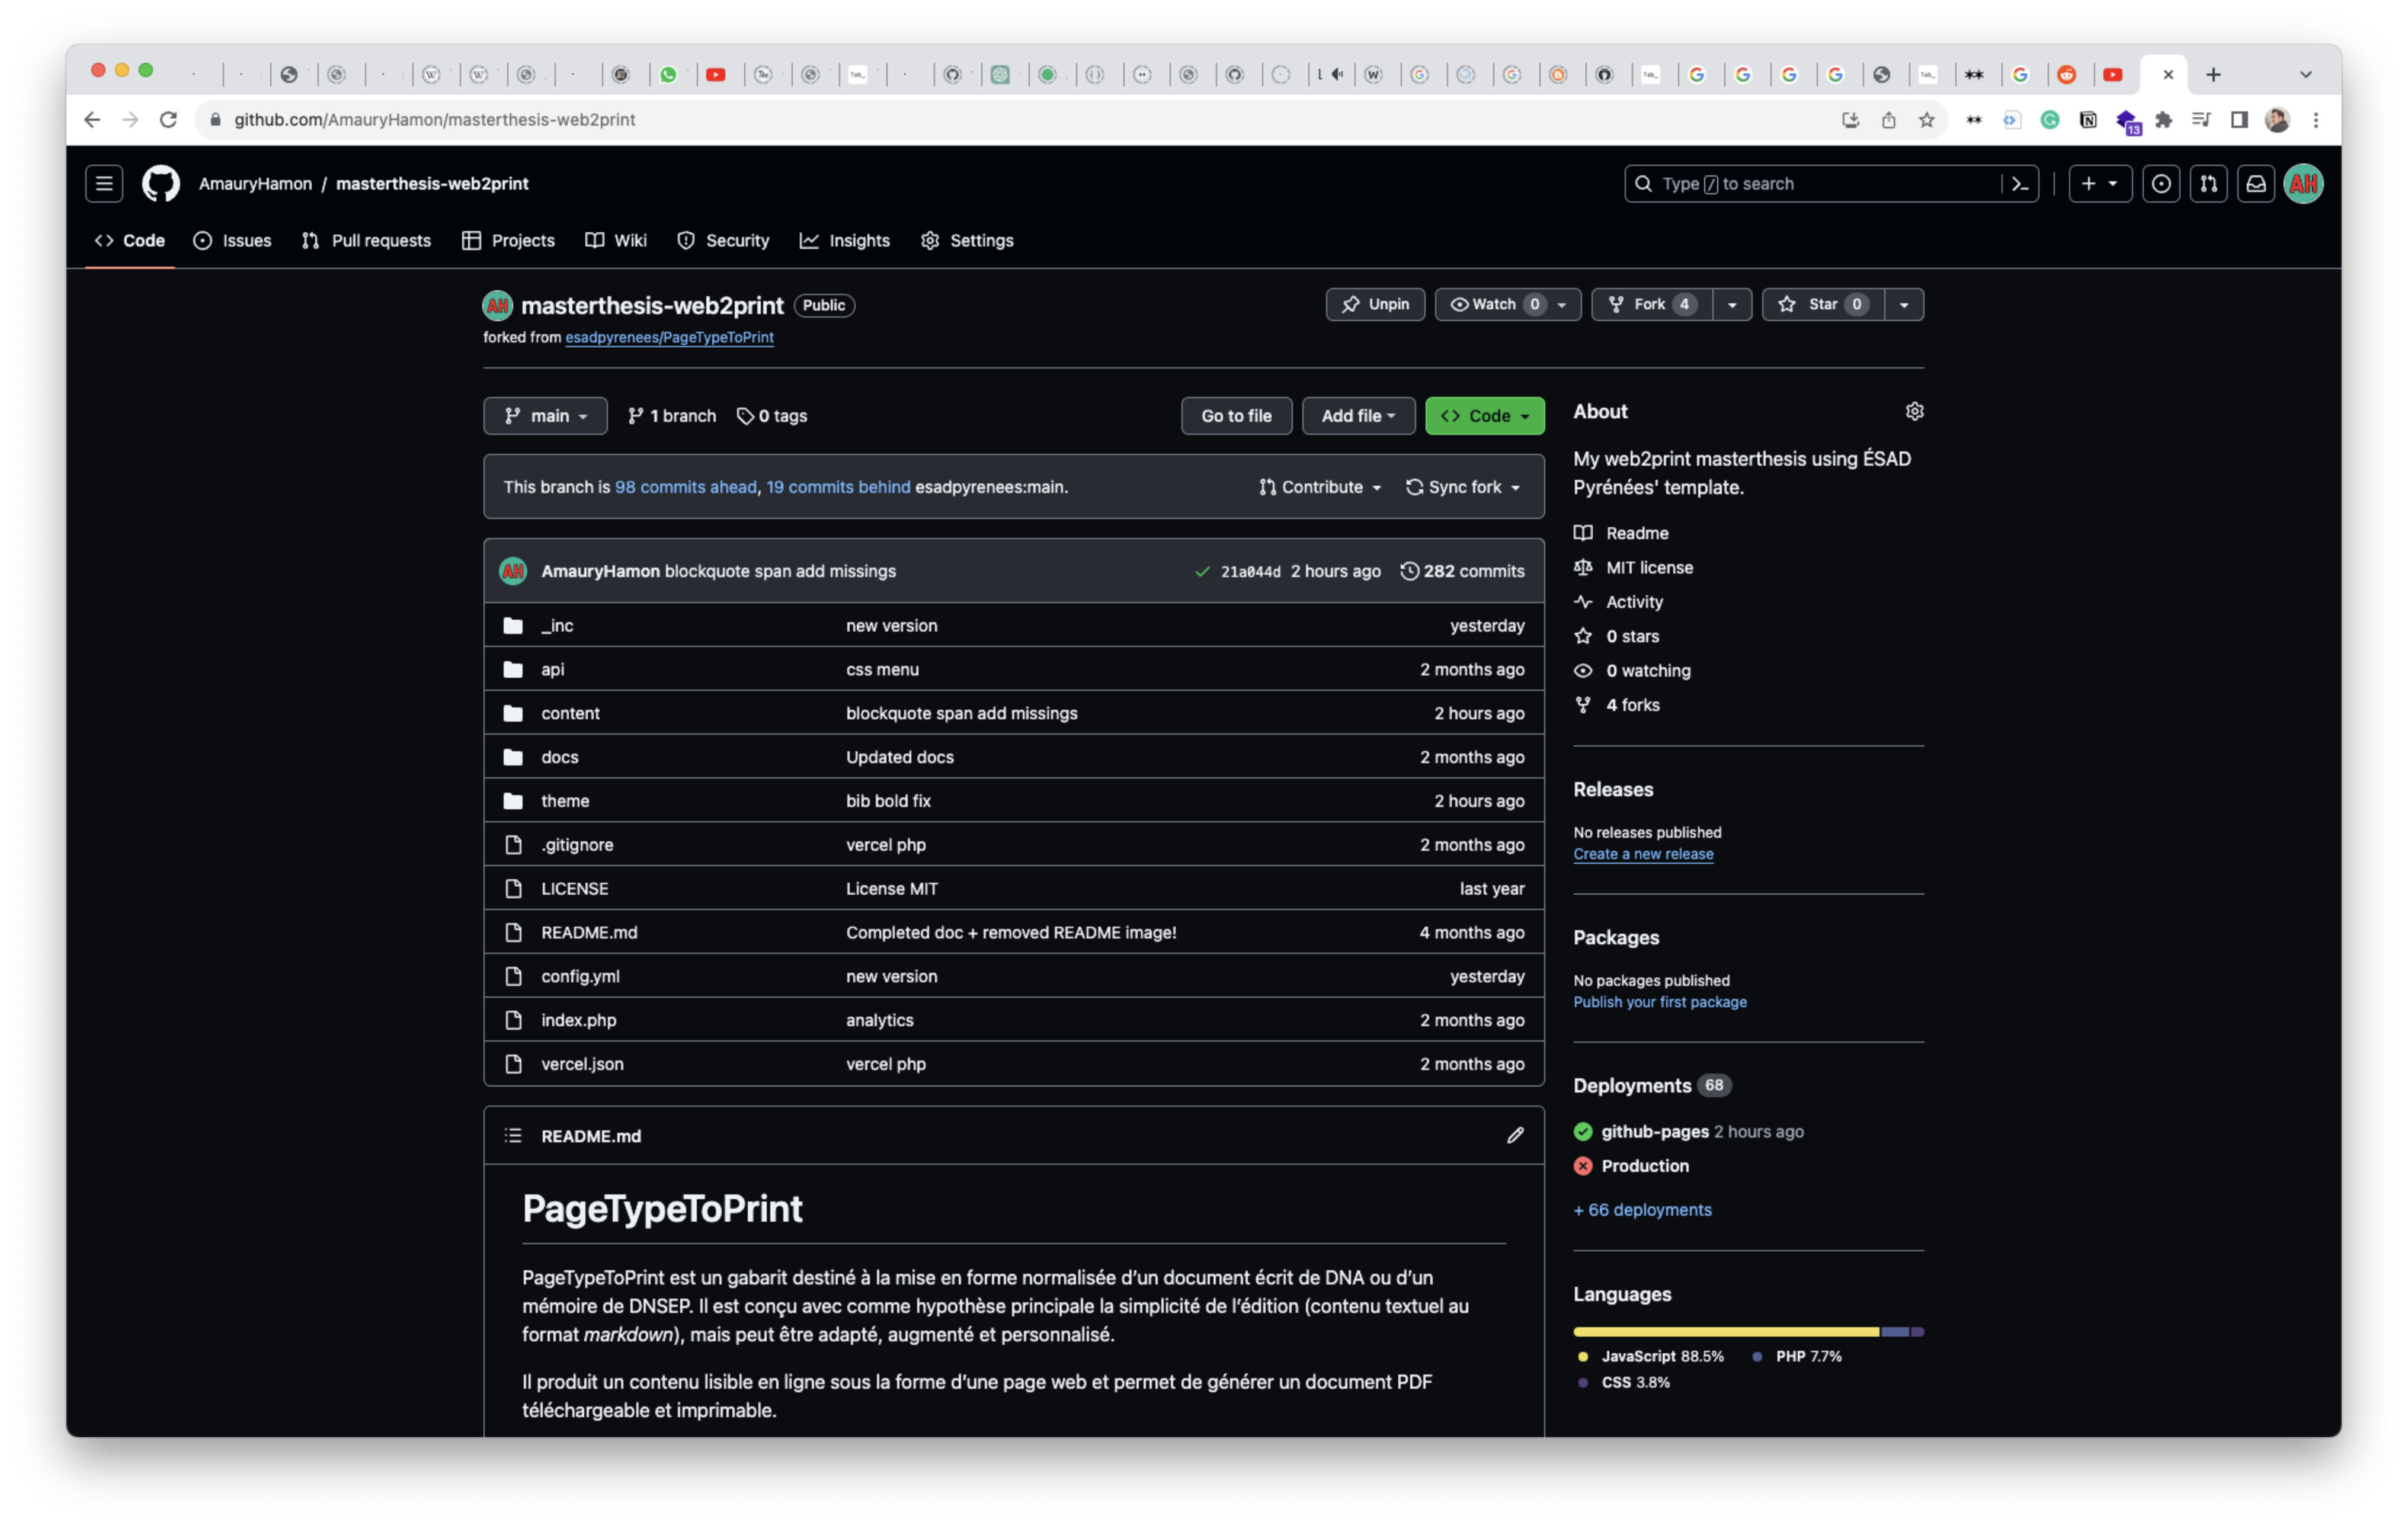 github.com/AmauryHamon/masterthesis-web2print
13
AmauryHamon / masterthesis-web2print
Type / to search
AH
Code Issues Pull requests Projects Wiki Security Insights Settings
AH masterthesis-web2print Public
Unpin Watch 0 Fork 4 Star 0
forked from esadpyrenees/PageTypeToPrint
main 1 branch 0 tags Go to file Add file Code
This branch is 98 commits ahead, 19 commits behind esadpyrenees:main. Contribute Sync fork
AH AmauryHamon blockquote span add missings 21a044d 2 hours ago 282 commits
_inc new version yesterday
api css menu 2 months ago
content blockquote span add missings 2 hours ago
docs Updated docs 2 months ago
theme bib bold fix 2 hours ago
.gitignore vercel php 2 months ago
LICENSE License MIT last year
README.md Completed doc + removed README image! 4 months ago
config.yml new version yesterday
index.php analytics 2 months ago
vercel.json vercel php 2 months ago
README.md
PageTypeToPrint
PageTypeToPrint est un gabarit destiné à la mise en forme normalisée d’un document écrit de DNA ou d’un
mémoire de DNSEP. Il est conçu avec comme hypothèse principale la simplicité de l’édition (contenu textuel au
format markdown), mais peut être adapté, augmenté et personnalisé.
Il produit un contenu lisible en ligne sous la forme d’une page web et permet de générer un document PDF
téléchargeable et imprimable.
About
My web2print masterthesis using ÉSAD
Pyrénées' template.
Readme
MIT license
Activity
0 stars
0 watching
4 forks
Releases
No releases published
Create a new release
Packages
No packages published
Publish your first package
Deployments 68
github-pages 2 hours ago
Production
+ 66 deployments
Languages
JavaScript 88.5% PHP 7.7%
CSS 3.8%